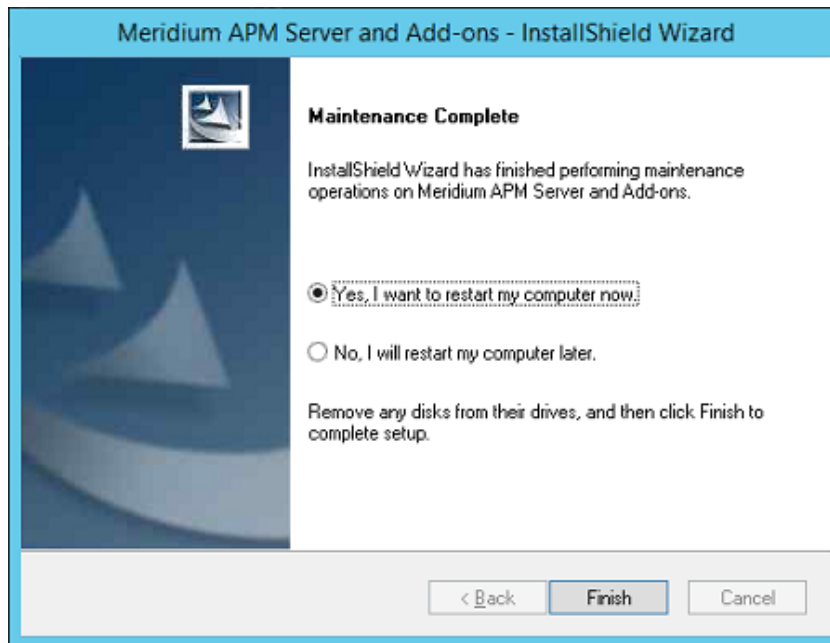 Meridium APM Server and Add-ons - InstallShield Wizard
Maintenance Complete
InstallShield Wizard has finished performing maintenance
operations on Meridium APM Server and Add-ons.
Yes, I want to restart my computer now.
No, I will restart my computer later.
Remove any disks from their drives, and then click Finish to
complete setup.
< Back Finish Cancel